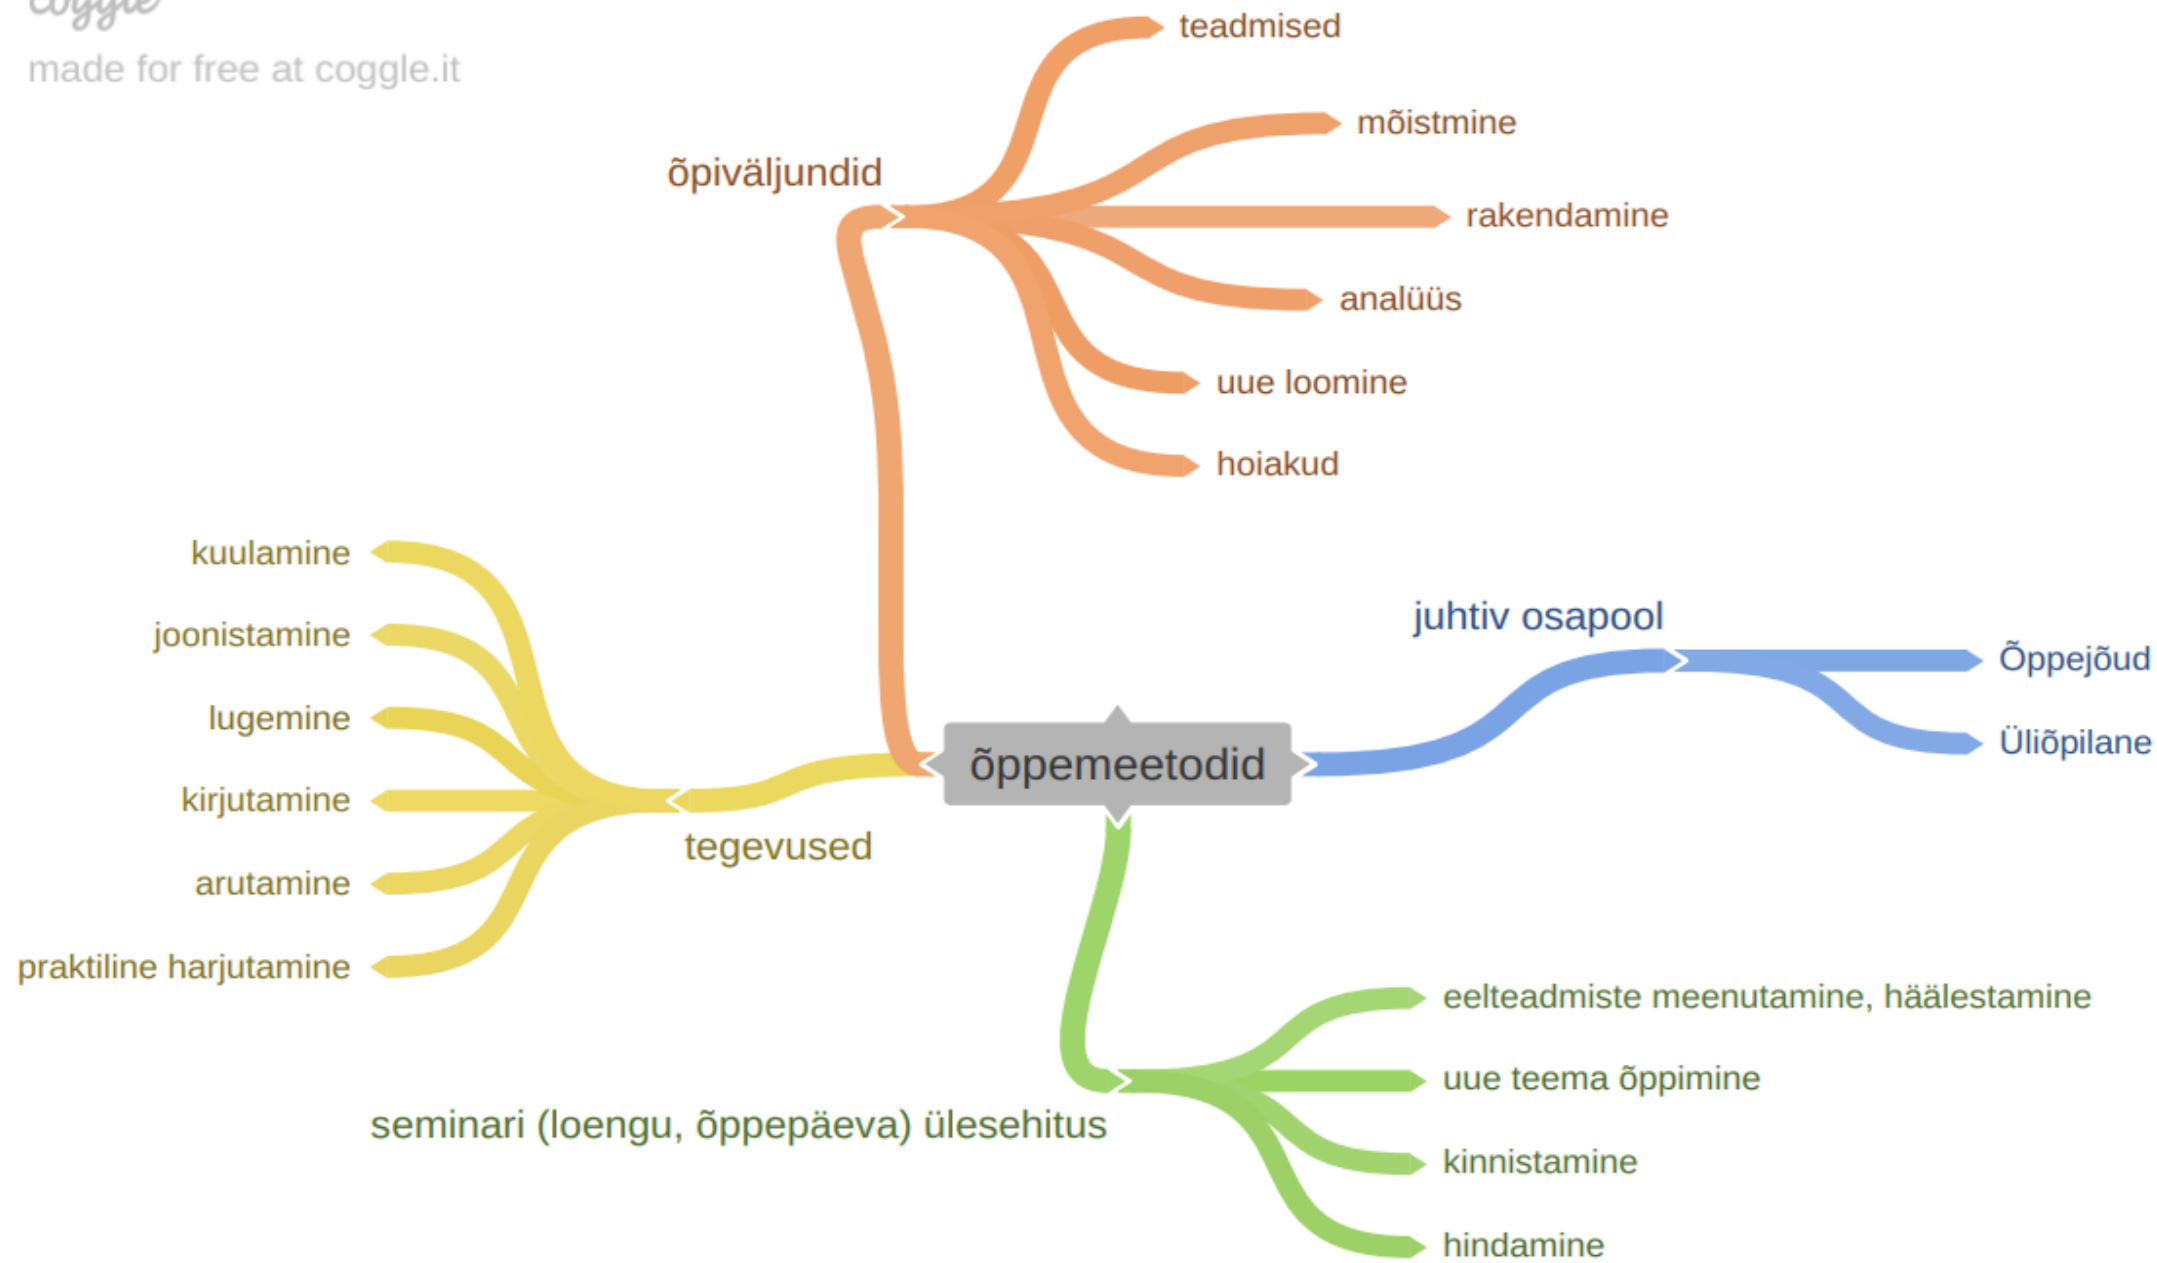 coggle
made for free at coggle.it
õpiväljundid
teadmised
mõistmine
rakendamine
analüüs
uue loomine
hoiakud
kuulamine
joonistamine
lugemine
kirjutamine
arutamine
praktiline harjutamine
tegevused
õppemeetodid
juhtiv osapool
Õppejõud
Üliõpilane
seminari (loengu, õppepäeva) ülesehitus
eelteadmiste meenutamine, häälestamine
uue teema õppimine
kinnistamine
hindamine